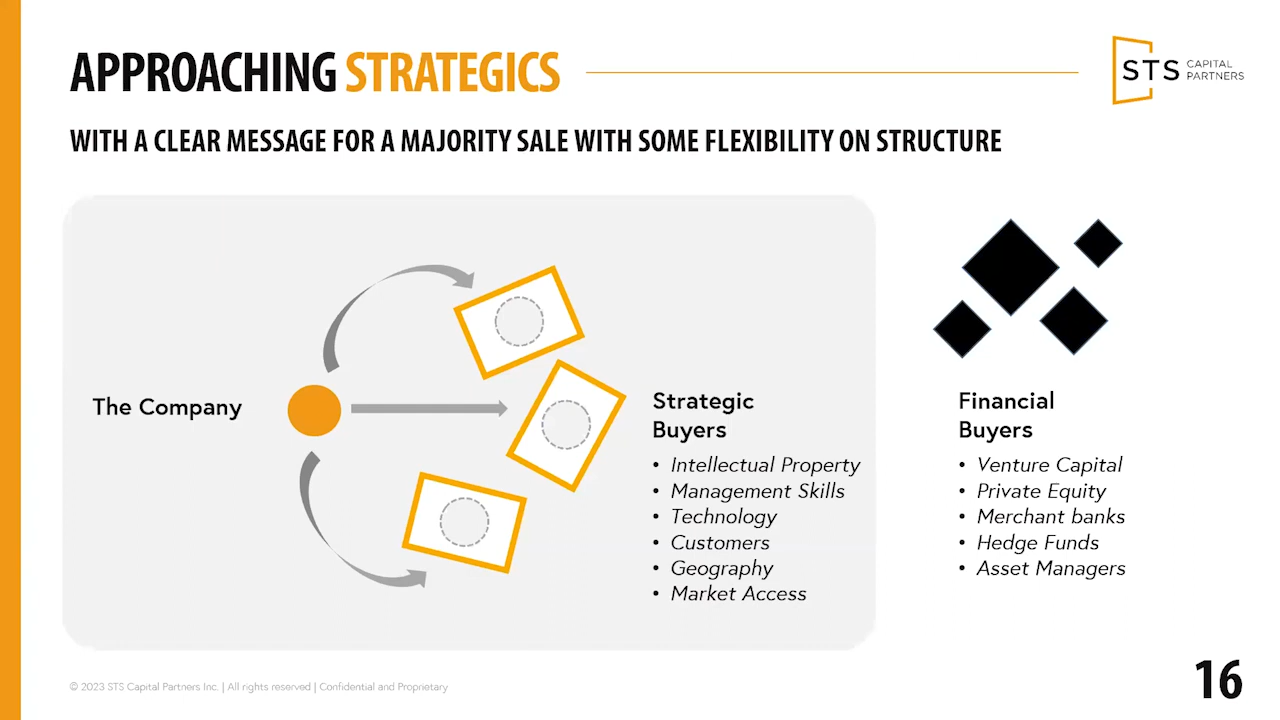 APPROACHING STRATEGICS
STS CAPITAL
PARTNERS
WITH A CLEAR MESSAGE FOR A MAJORITY SALE WITH SOME FLEXIBILITY ON STRUCTURE
The Company
Strategic
Buyers
• Intellectual Property
• Management Skills
• Technology
• Customers
• Geography
• Market Access
Financial
Buyers
• Venture Capital
• Private Equity
• Merchant banks
• Hedge Funds
• Asset Managers
© 2023 STS Capital Partners Inc. | All rights reserved | Confidential and Proprietary
16